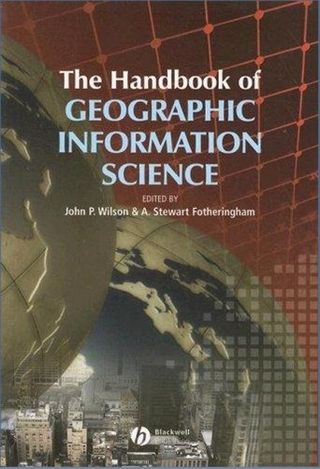 The Handbook of
GEOGRAPHIC
INFORMATION
SCIENCE
EDITED BY
John P. Wilson & A. Stewart Fotheringham
b
Blackwell